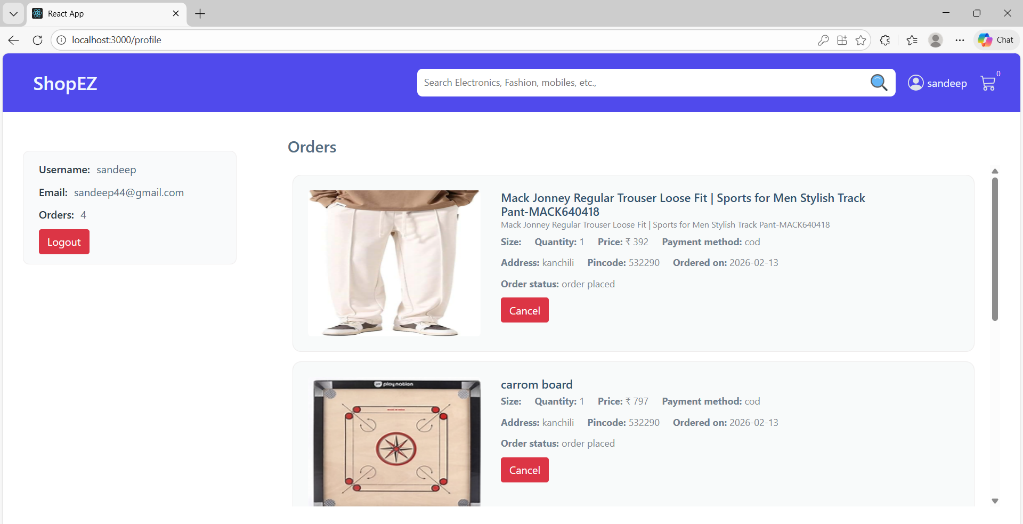 React App
localhost:3000/profile
Chat
ShopEZ
Search Electronics, Fashion, mobiles, etc.,
sandeep
0
Username: sandeep
Email: sandeep44@gmail.com
Orders: 4
Logout
Orders
Mack Jonney Regular Trouser Loose Fit | Sports for Men Stylish Track
Pant-MACK640418
Mack Jonney Regular Trouser Loose Fit | Sports for Men Stylish Track Pant-MACK640418
Size: Quantity: 1 Price: ₹ 392 Payment method: cod
Address: kanchili Pincode: 532290 Ordered on: 2026-02-13
Order status: order placed
Cancel
playnation
carrom board
Size: Quantity: 1 Price: ₹ 797 Payment method: cod
Address: kanchili Pincode: 532290 Ordered on: 2026-02-13
Order status: order placed
Cancel